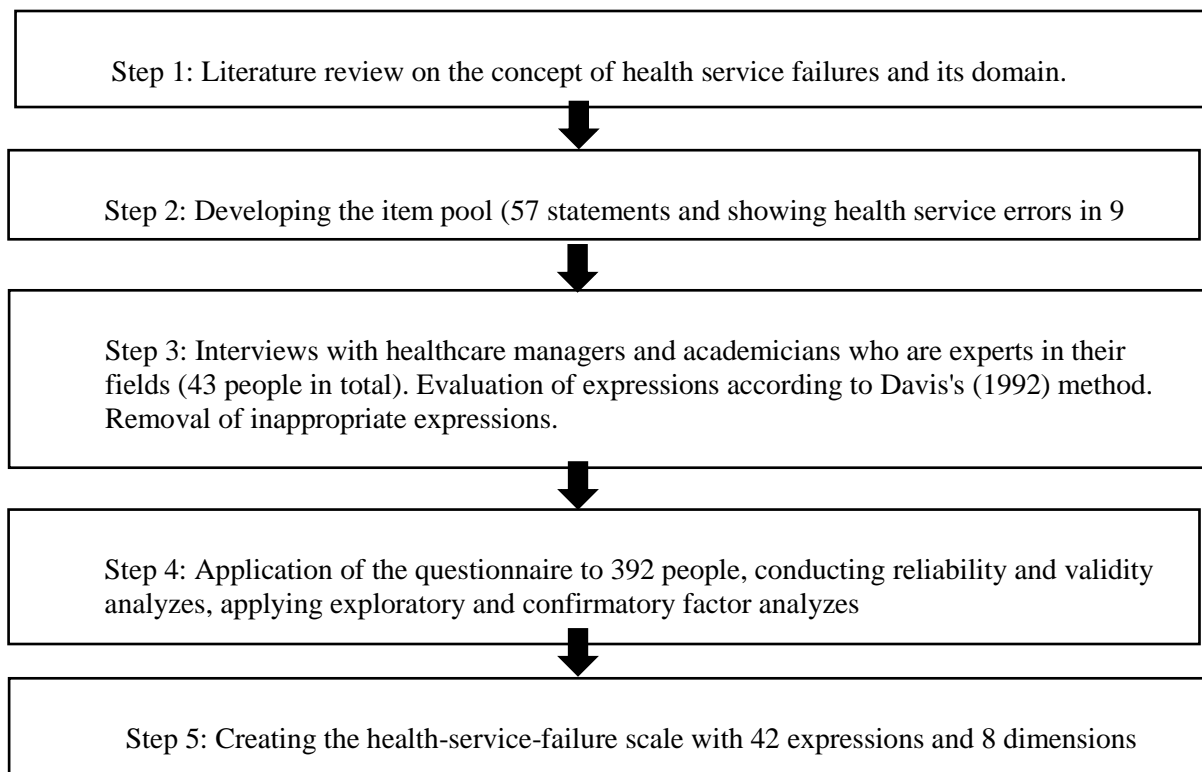 Step 1: Literature review on the concept of health service failures and its domain.
Step 2: Developing the item pool (57 statements and showing health service errors in 9
Step 3: Interviews with healthcare managers and academicians who are experts in their
fields (43 people in total). Evaluation of expressions according to Davis's (1992) method.
Removal of inappropriate expressions.
Step 4: Application of the questionnaire to 392 people, conducting reliability and validity
analyzes, applying exploratory and confirmatory factor analyzes
Step 5: Creating the health-service-failure scale with 42 expressions and 8 dimensions